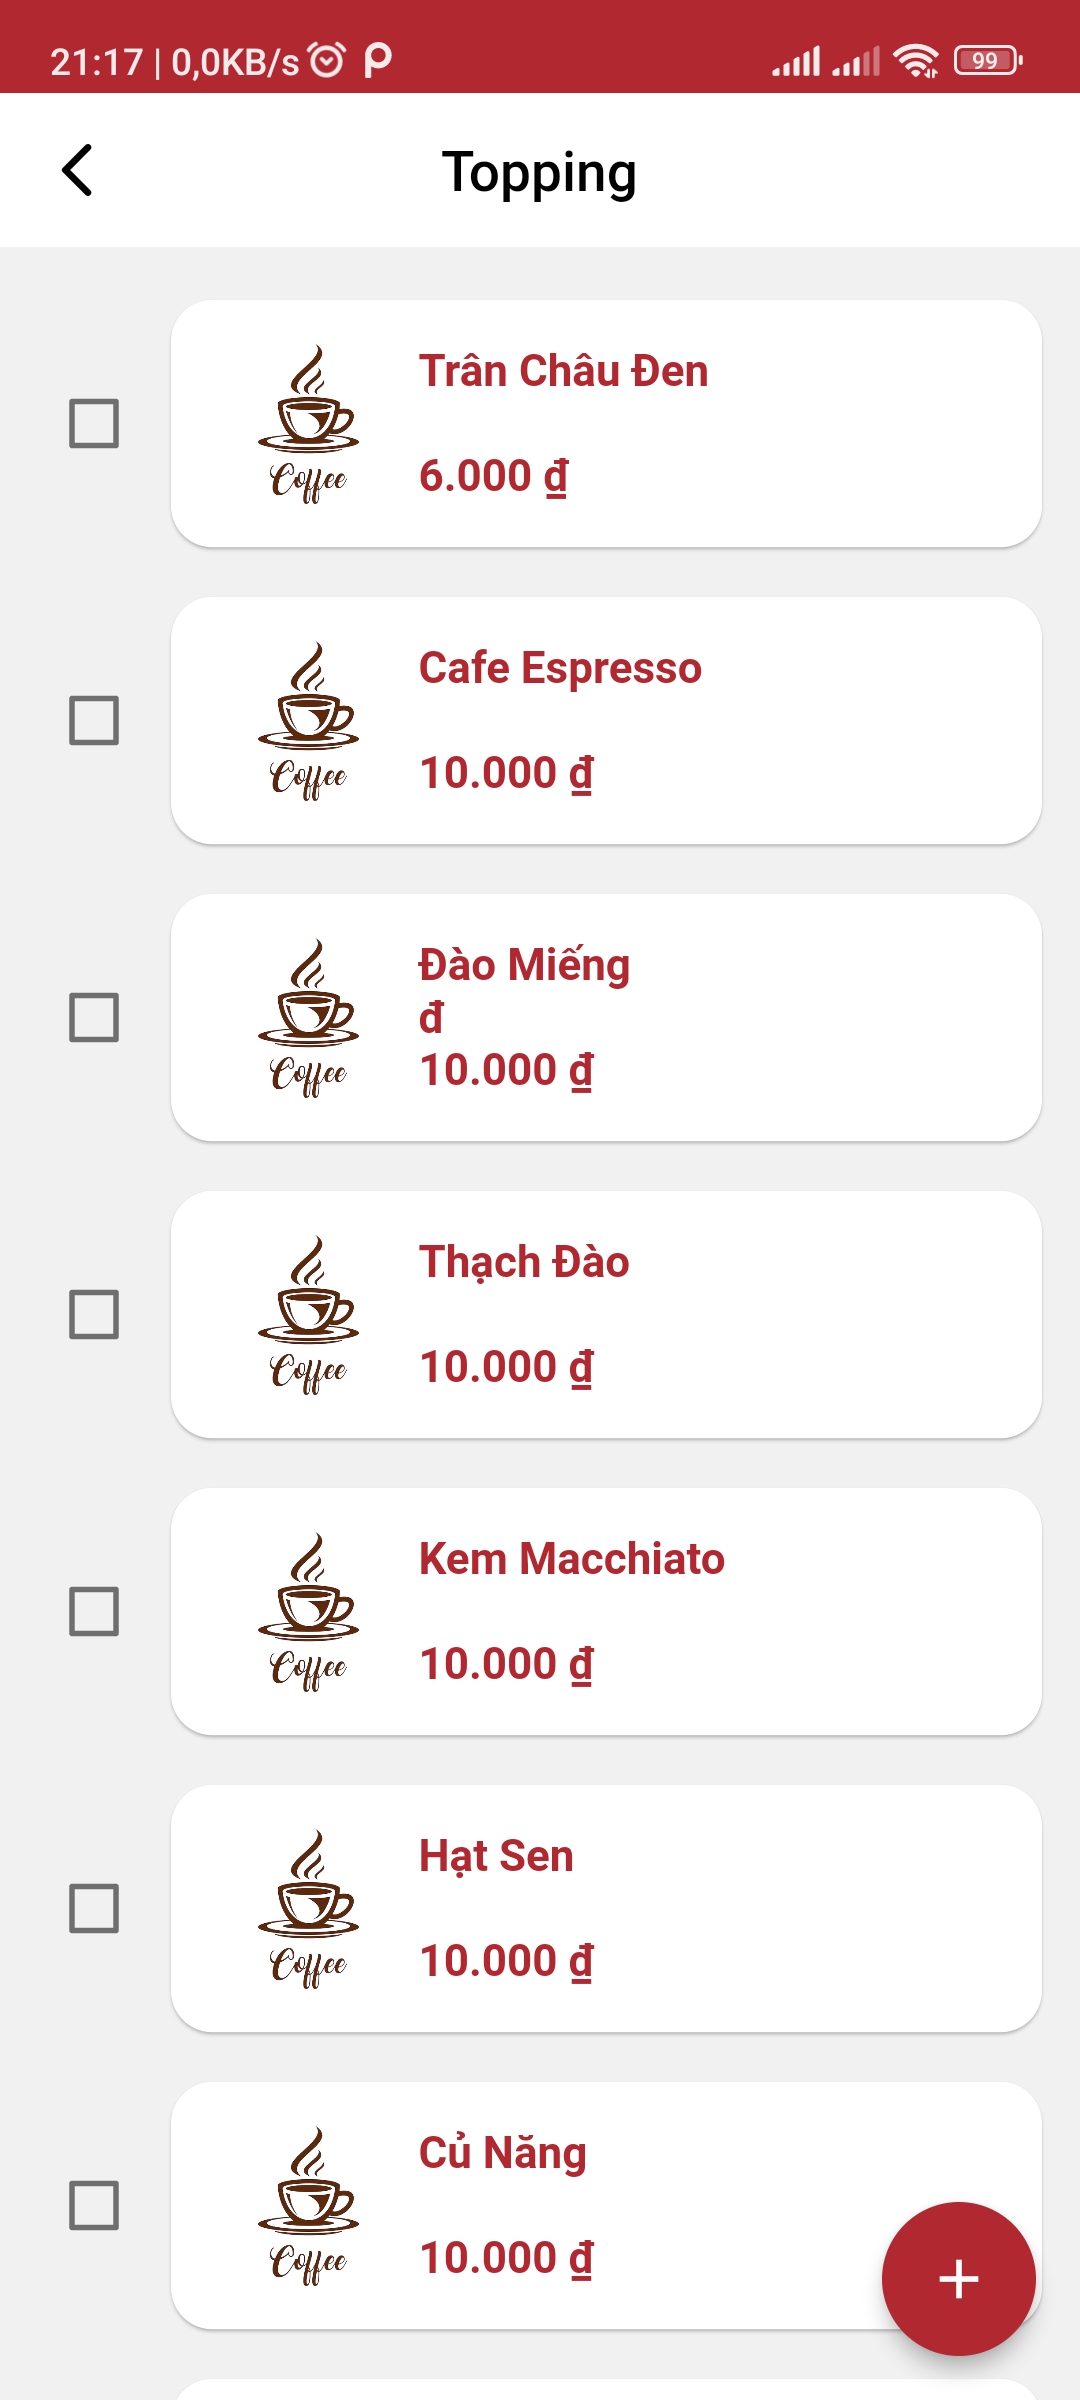 21:17 | 0,0KB/s
99
Topping
Trân Châu Đen
6.000 ₫
Coffee
Cafe Espresso
10.000 ₫
Coffee
Đào Miếng
đ
10.000 ₫
Coffee
Thạch Đào
10.000 ₫
Coffee
Kem Macchiato
10.000 ₫
Coffee
Hạt Sen
10.000 ₫
Coffee
Củ Năng
10.000 ₫
Coffee